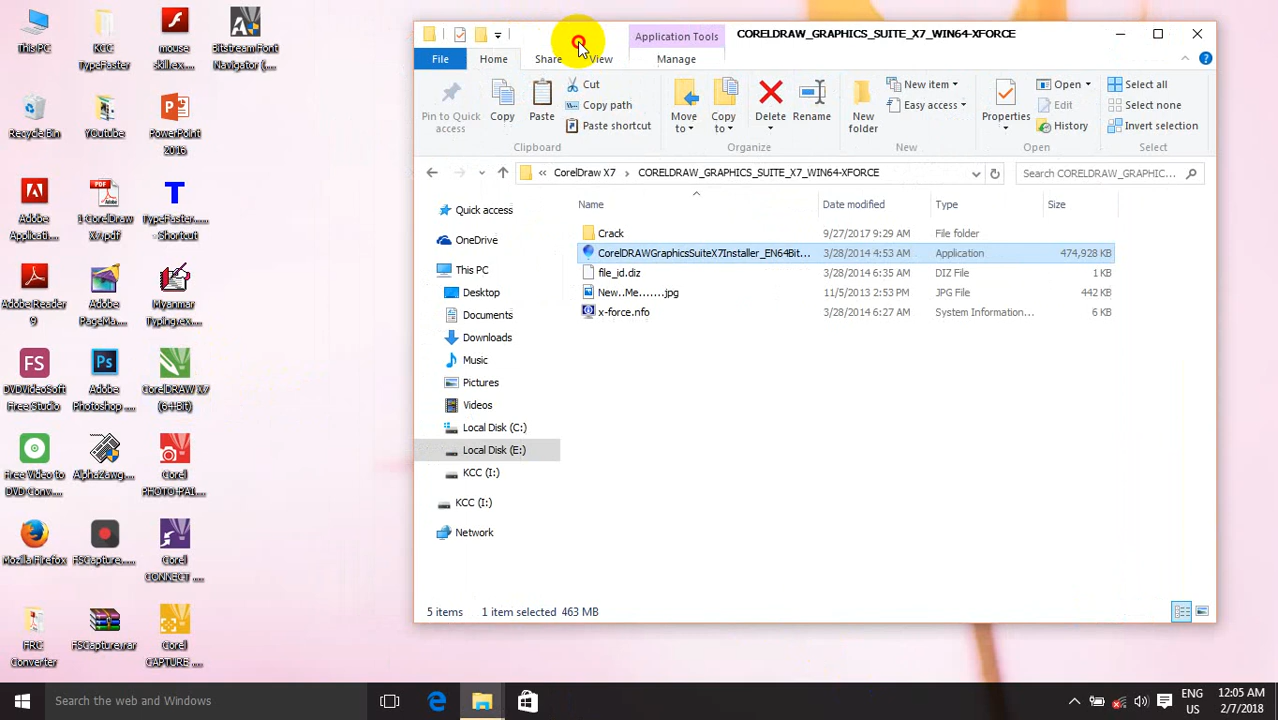 This PC
KCC TypeFaster
mouse skill.ex....
Bitstream Font Navigator (...
Recycle Bin
YOutube
PowerPoint 2016
Adobe Applicati....
1 CorelDraw X7.pdf
TypeFaster..... - Shortcut
Adobe Reader 9
Adobe PageMa....
Myanmar Typing.ex....
DVDVideoSoft Free Studio
Adobe Photoshop ....
CorelDRAW X7 (64-Bit)
Free Video to DVD Conv....
AlphaZawg....
Corel PHOTO-PAI...
Mozilla Firefox
FSCapture.....
Corel CONNECT ....
FRC Converter
FSCapture.rar
Corel CAPTURE ....
Application Tools
CORELDRAW_GRAPHICS_SUITE_X7_WIN64-XFORCE
File
Home
Share
View
Manage
Pin to Quick access
Copy
Paste
Cut
Copy path
Paste shortcut
Clipboard
Move to
Copy to
Delete
Rename
Organize
New folder
New item
Easy access
New
Properties
Open
Edit
History
Open
Select all
Select none
Invert selection
Select
« CorelDraw X7 > CORELDRAW_GRAPHICS_SUITE_X7_WIN64-XFORCE
Search CORELDRAW_GRAPHIC...
Quick access
OneDrive
This PC
Desktop
Documents
Downloads
Music
Pictures
Videos
Local Disk (C:)
Local Disk (E:)
KCC (I:)
KCC (I:)
Network
Name Date modified Type Size
Crack 9/27/2017 9:29 AM File folder
CorelDRAWGraphicsSuiteX7Installer_EN64Bit... 3/28/2014 4:53 AM Application 474,928 KB
file_id.diz 3/28/2014 6:35 AM DIZ File 1 KB
New..Me.......jpg 11/5/2013 2:53 PM JPG File 442 KB
x-force.nfo 3/28/2014 6:27 AM System Information... 6 KB
5 items 1 item selected 463 MB
Search the web and Windows
ENG
US
12:05 AM
2/7/2018